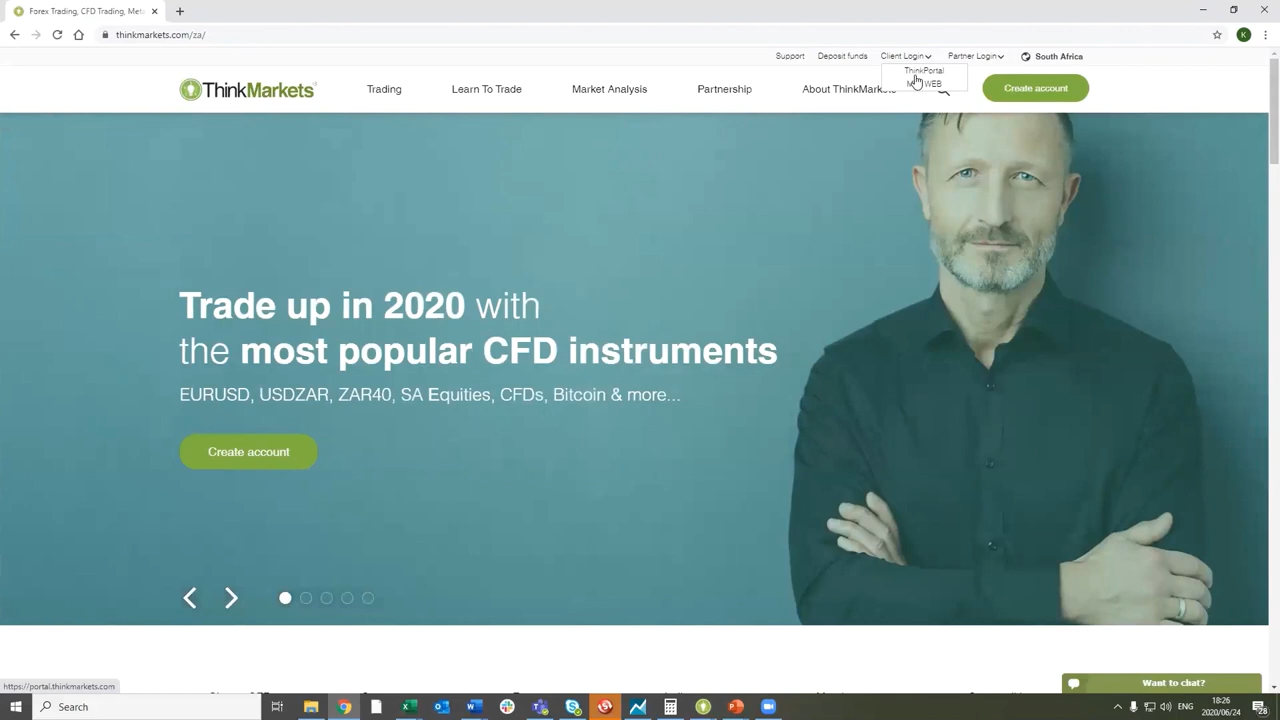 Forex Trading, CFD Trading, Met
thinkmarkets.com/za/
K
Support Deposit funds Client Login Partner Login South Africa
ThinkPortal
WEB
ThinkMarkets
Trading Learn To Trade Market Analysis Partnership About ThinkMarkets Create account
Trade up in 2020 with
the most popular CFD instruments
EURUSD, USDZAR, ZAR40, SA Equities, CFDs, Bitcoin & more...
Create account
https://portal.thinkmarkets.com
Want to chat?
Search
ENG
18:26
2020/06/24
28